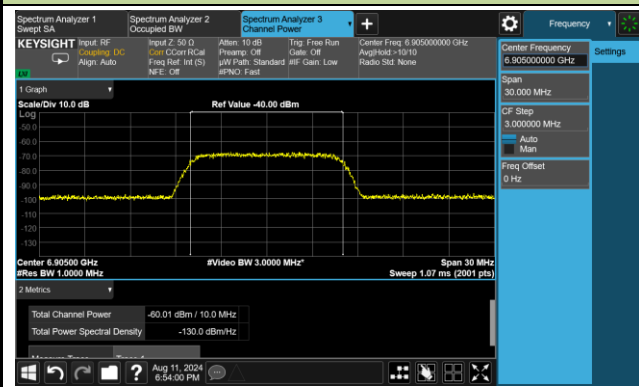 Spectrum Analyzer 1
Swept SA
Spectrum Analyzer 2
Occupied BW
Spectrum Analyzer 3
Channel Power
Frequency
KEYSIGHT
Input: RF
Coupling: DC
Align: Auto
Input Z: 50 Ω
Corr CCorr RCal
Freq Ref: Int (S)
NFE: Off
Atten: 10 dB
Preamp: Off
µW Path: Standard
#PNO: Fast
Trig: Free Run
Gate: Off
#IF Gain: Low
Center Freq: 6.905000000 GHz
Avg|Hold:>10/10
Radio Std: None
1 Graph
Scale/Div 10.0 dB
Ref Value -40.00 dBm
Log
-50.0
-60.0
-70.0
-80.0
-90.0
-100
-110
-120
-130
Center 6.90500 GHz
#Video BW 3.0000 MHz*
Span 30 MHz
#Res BW 1.0000 MHz
Sweep 1.07 ms (2001 pts)
2 Metrics
Total Channel Power
-60.01 dBm / 10.0 MHz
Total Power Spectral Density
-130.0 dBm/Hz
Aug 11, 2024
6:54:00 PM
Center Frequency
6.905000000 GHz
Settings
Span
30.000 MHz
CF Step
3.000000 MHz
Auto
Man
Freq Offset
0 Hz